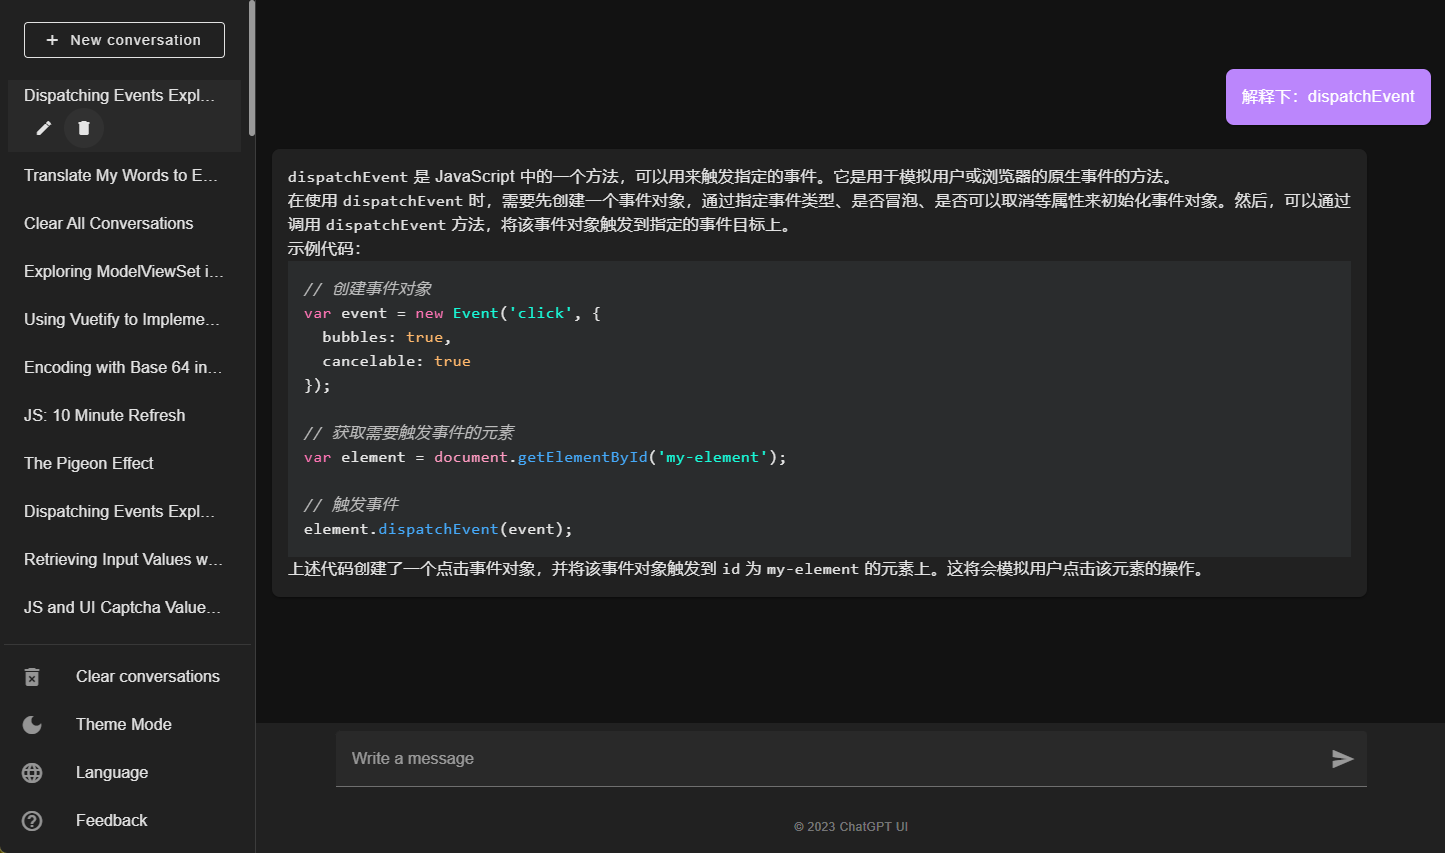 New conversation
Dispatching Events Expl...
Translate My Words to E...
Clear All Conversations
Exploring ModelViewSet i...
Using Vuetify to Impleme...
Encoding with Base 64 in...
JS: 10 Minute Refresh
The Pigeon Effect
Dispatching Events Expl...
Retrieving Input Values w...
JS and UI Captcha Value...
Clear conversations
Theme Mode
Language
Feedback
解释下：dispatchEvent
dispatchEvent 是 JavaScript 中的一个方法，可以用来触发指定的事件。它是用于模拟用户或浏览器的原生事件的方法。
在使用 dispatchEvent 时，需要先创建一个事件对象，通过指定事件类型、是否冒泡、是否可以取消等属性来初始化事件对象。然后，可以通过
调用 dispatchEvent 方法，将该事件对象触发到指定的事件目标上。
示例代码：
// 创建事件对象
var event = new Event('click', {
  bubbles: true,
  cancelable: true
});
// 获取需要触发事件的元素
var element = document.getElementById('my-element');
// 触发事件
element.dispatchEvent(event);
上述代码创建了一个点击事件对象，并将该事件对象触发到 id 为 my-element 的元素上。这将会模拟用户点击该元素的操作。
Write a message
© 2023 ChatGPT UI